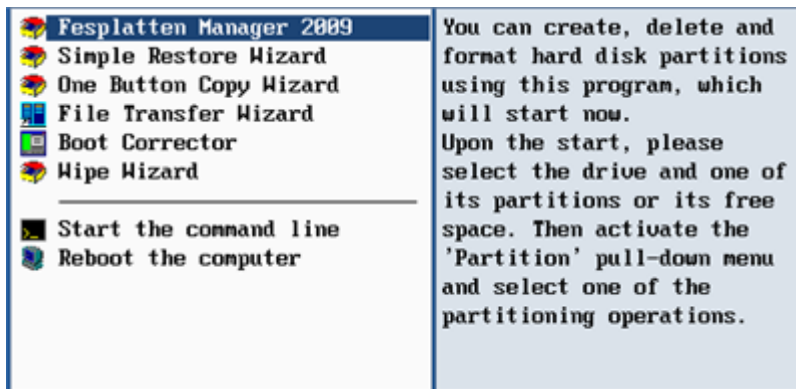 Fesplatten Manager 2009
Simple Restore Wizard
One Button Copy Wizard
File Transfer Wizard
Boot Corrector
Wipe Wizard
Start the command line
Reboot the computer
You can create, delete and
format hard disk partitions
using this program, which
will start now.
Upon the start, please
select the drive and one of
its partitions or its free
space. Then activate the
'Partition' pull-down menu
and select one of the
partitioning operations.